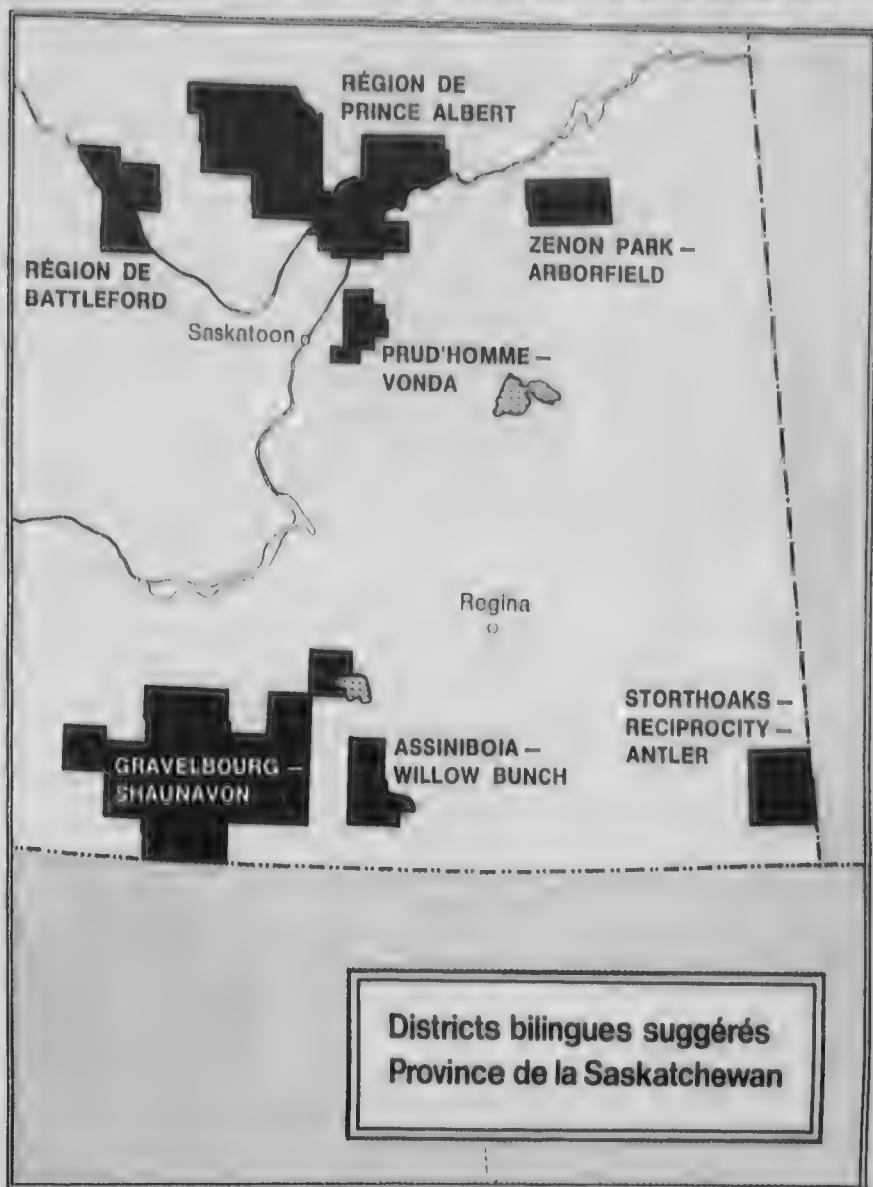 RÉGION DE
PRINCE ALBERT
ZENON PARK –
ARBORFIELD
RÉGION DE
BATTLEFORD
Saskatoon
PRUD'HOMME –
VONDA
Regina
STORTHOAKS –
RECIPROCITY –
ANTLER
ASSINIBOIA –
WILLOW BUNCH
GRAVELBOURG –
SHAUNAVON
Districts bilingues suggérés
Province de la Saskatchewan